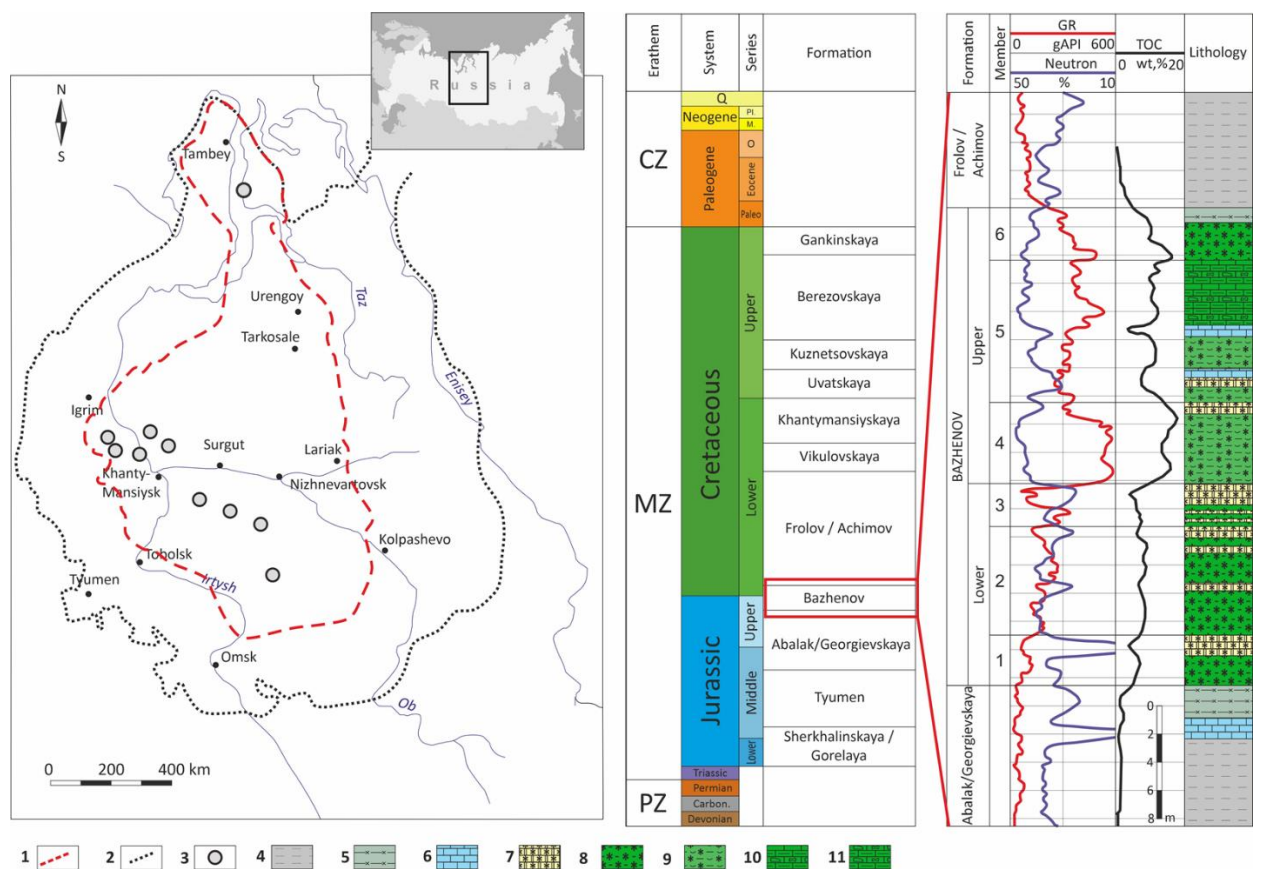 N
S
Russia
Tambey
Urengoy
Taz
Tarkosale
Enisey
Igrim
Surgut
Lariak
Khanty-
Mansiysk
Nizhnevartovsk
Kolpashevo
Tobolsk
Irtysh
Tyumen
Omsk
Ob
0 200 400 km
Erathem System Series Formation
CZ
Q
Neogene
Pl
M.
Paleogene
O
Eocene
Paleo
MZ
Cretaceous
Upper
Gankinskaya
Berezovskaya
Kuznetsovskaya
Uvatskaya
Lower
Khantymansiyskaya
Vikulovskaya
Frolov / Achimov
Bazhenov
Jurassic
Upper
Abalak/Georgievskaya
Middle
Tyumen
Lower
Sherkhalinskaya /
Gorelaya
Triassic
PZ
Permian
Carbon.
Devonian
Formation Member
GR
0 gAPI 600
Neutron
50 % 10
TOC
0 wt,%20
Lithology
Frolov /
Achimov
BAZHENOV
Upper
6
5
4
Lower
3
2
1
Abalak/Georgievskaya
0
2
4
6
8 m
1 2 3 4 5 6 7 8 9 10 11